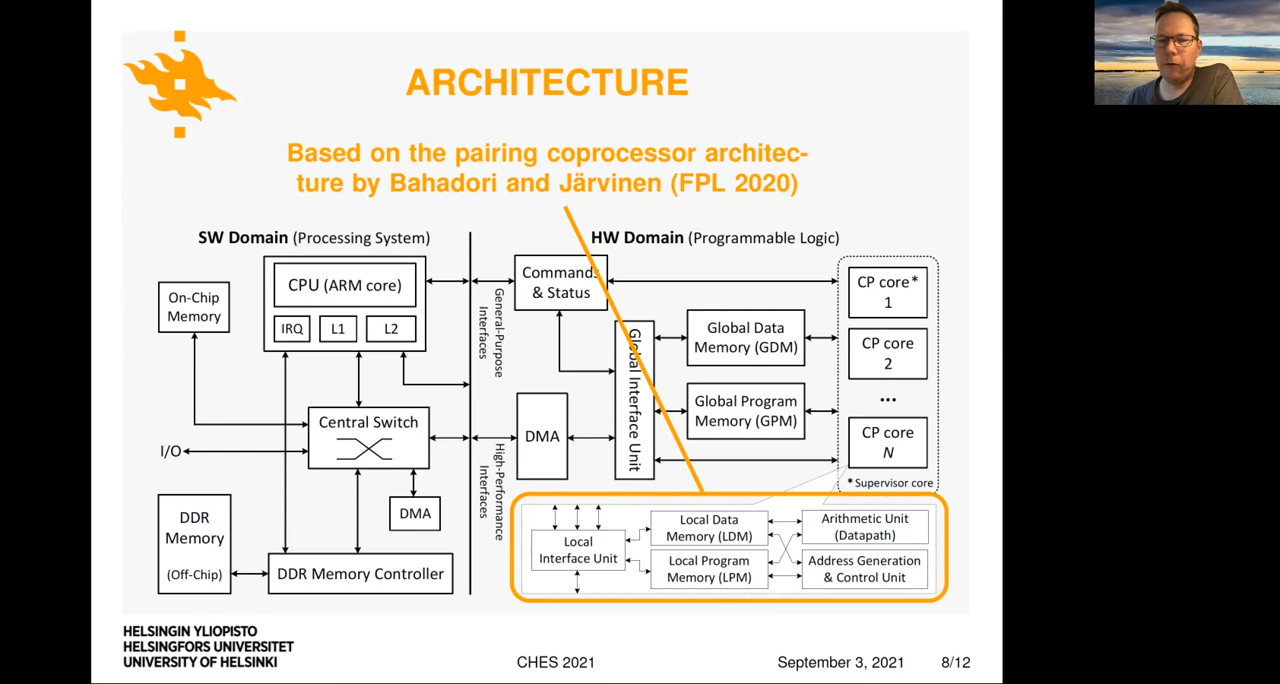 ARCHITECTURE
Based on the pairing coprocessor architec-
ture by Bahadori and Järvinen (FPL 2020)
SW Domain (Processing System)
HW Domain (Programmable Logic)
CPU (ARM core)
IRQ
L1
L2
On-Chip
Memory
Central Switch
I/O
DMA
DDR
Memory
(Off-Chip)
DDR Memory Controller
General-Purpose
Interfaces
High-Performance
Interfaces
Commands
& Status
DMA
Global Interface Unit
Global Data
Memory (GDM)
Global Program
Memory (GPM)
CP core*
1
CP core
2
...
CP core
N
* Supervisor core
Local
Interface Unit
Local Data
Memory (LDM)
Local Program
Memory (LPM)
Arithmetic Unit
(Datapath)
Address Generation
& Control Unit
HELSINGIN YLIOPISTO
HELSINGFORS UNIVERSITET
UNIVERSITY OF HELSINKI
CHES 2021
September 3, 2021
8/12